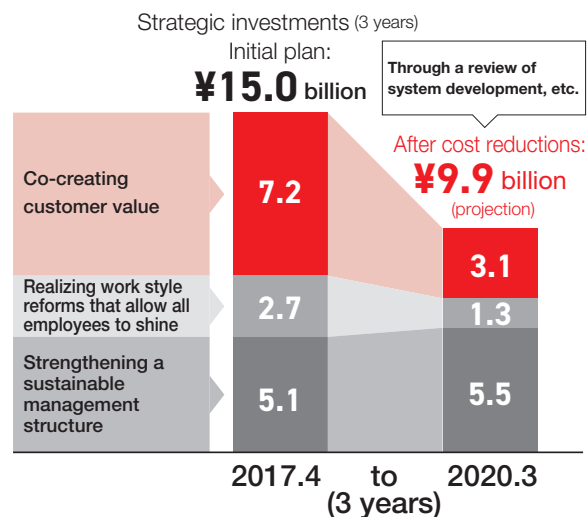 Strategic investments (3 years)
Initial plan:
¥15.0 billion
Through a review of
system development, etc.
After cost reductions:
¥9.9 billion
(projection)
Co-creating
customer value
7.2
3.1
Realizing work style
reforms that allow all
employees to shine
2.7
1.3
Strengthening a
sustainable
management
structure
5.1
5.5
2017.4 to 2020.3
(3 years)